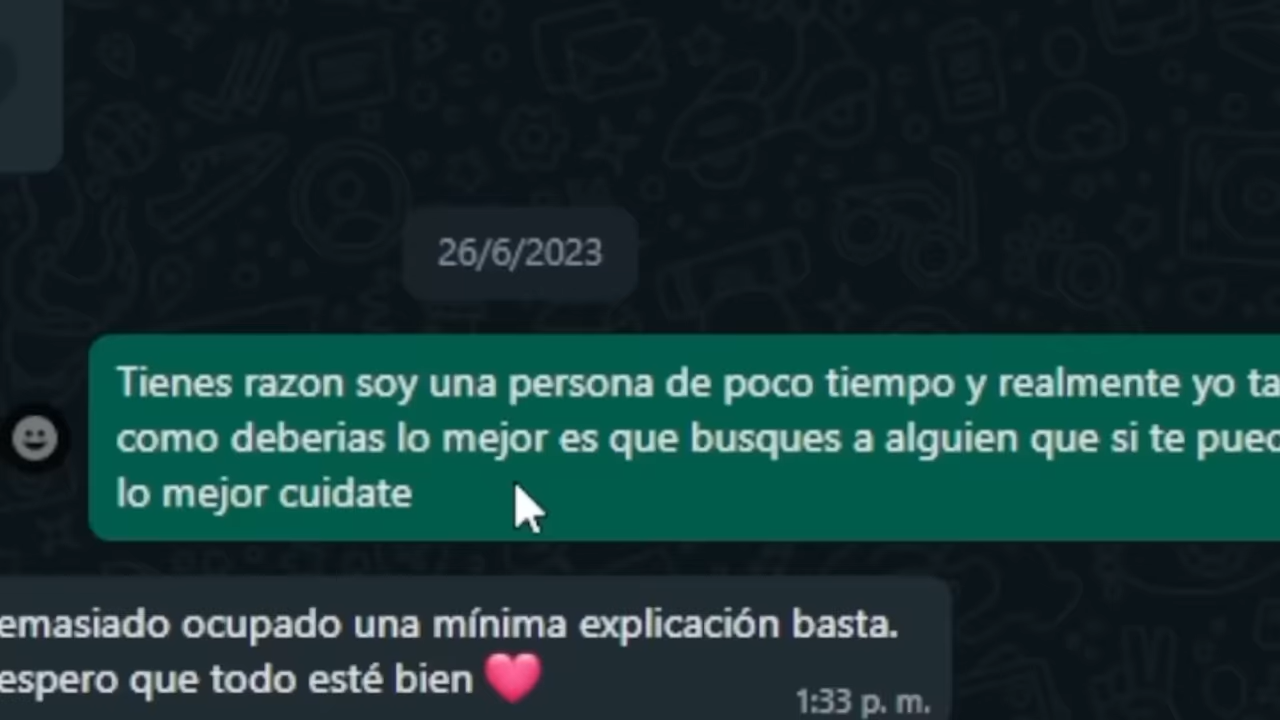 26/6/2023
Tienes razon soy una persona de poco tiempo y realmente yo
como deberias lo mejor es que busques a alguien que si te
lo mejor cuidate
ocupado una mínima explicación basta.
espero que todo esté bien ❤
1:33 p. m.